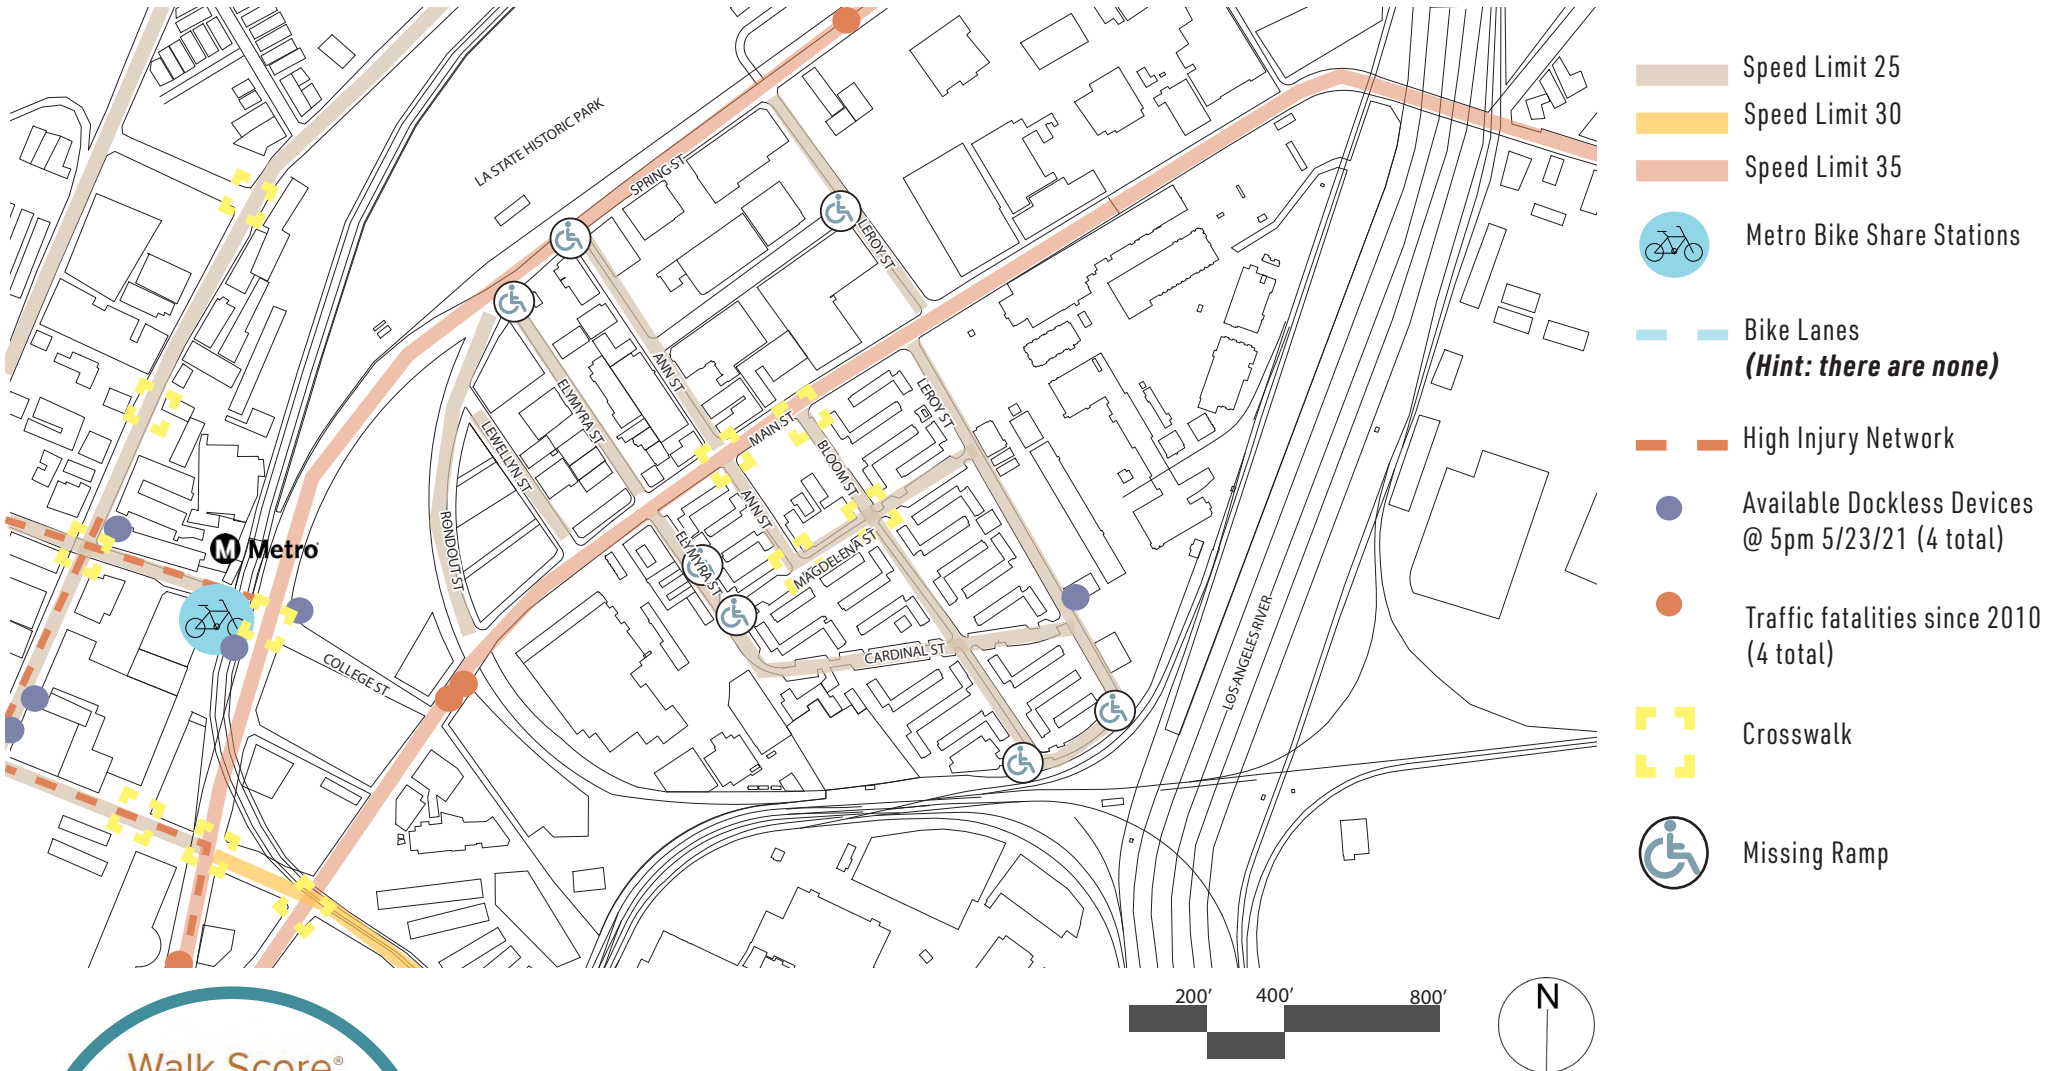 LA STATE HISTORIC PARK
SPRING ST
LEROY ST
ANN ST
ELYMYRA ST
LEWELLYN ST
RONDOUT ST
MAIN ST
LEROY ST
BLOOM ST
ANN ST
ELYMYRA ST
MAGDELENA ST
CARDINAL ST
COLLEGE ST
LOS ANGELES RIVER
M Metro
Speed Limit 25
Speed Limit 30
Speed Limit 35
Metro Bike Share Stations
Bike Lanes
(Hint: there are none)
High Injury Network
Available Dockless Devices
@ 5pm 5/23/21 (4 total)
Traffic fatalities since 2010
(4 total)
Crosswalk
Missing Ramp
200' 400' 800'
N
Walk Score®